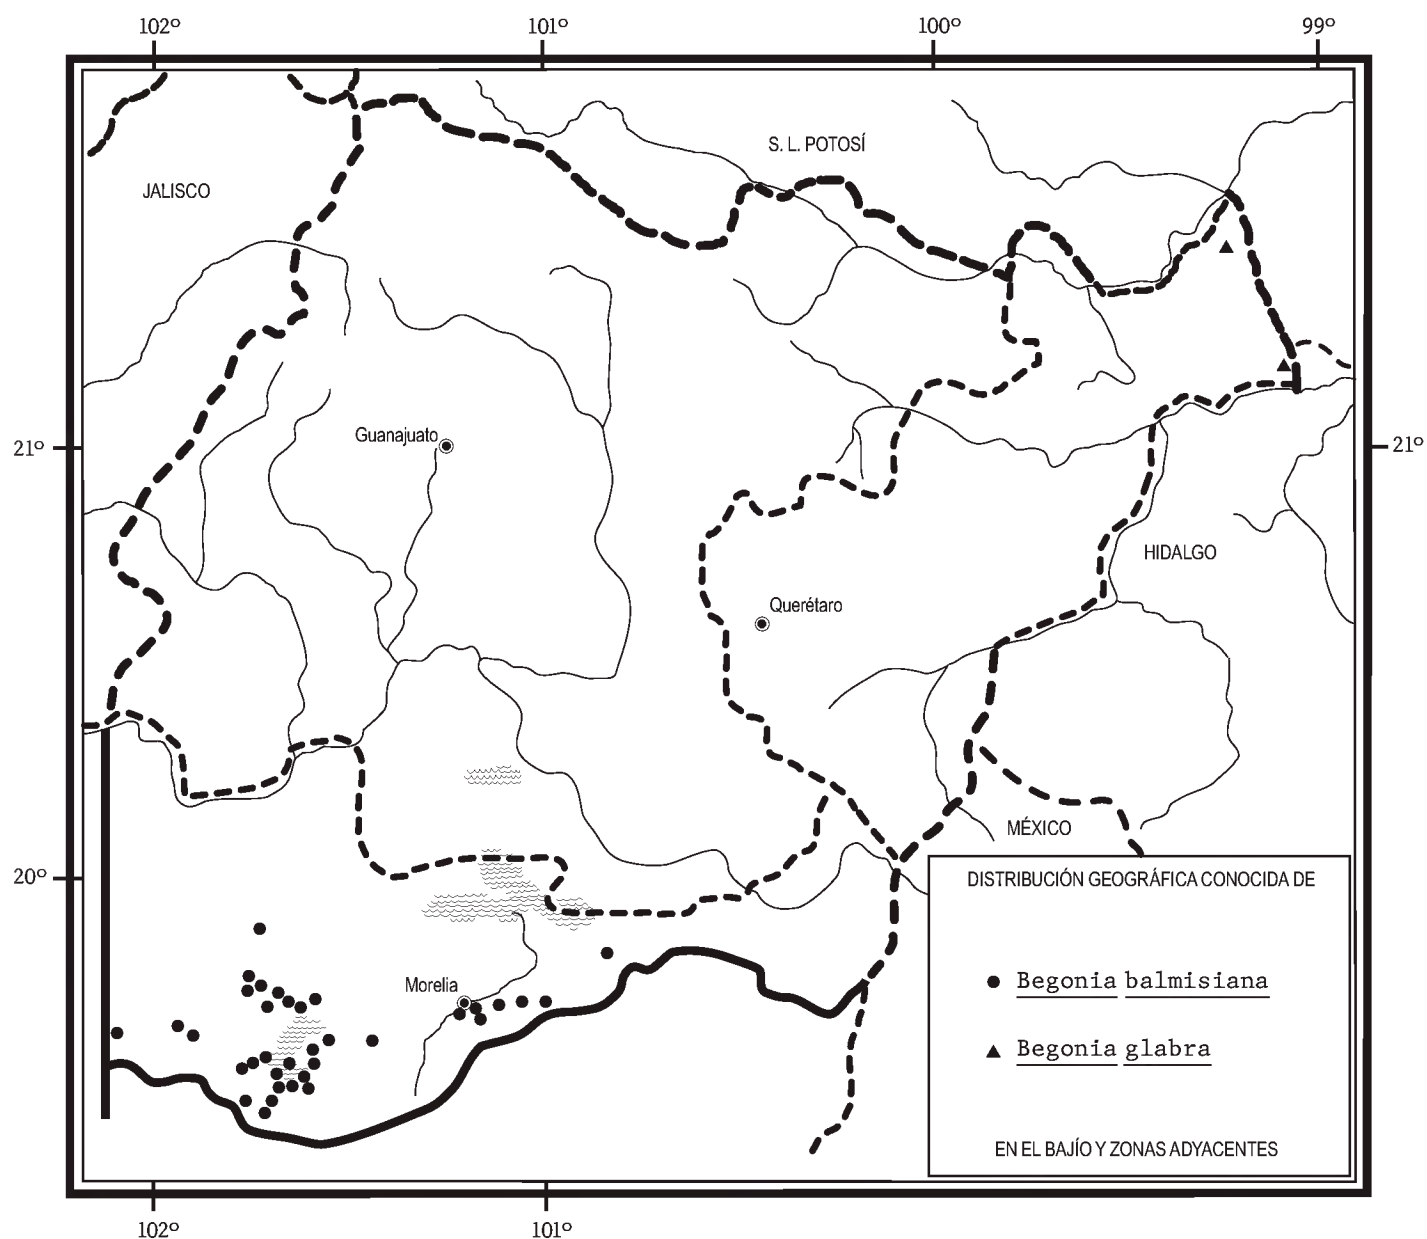 102º
101º
100º
99º
S. L. POTOSÍ
JALISCO
Guanajuato
21º
21º
HIDALGO
Querétaro
MÉXICO
20º
DISTRIBUCIÓN GEOGRÁFICA CONOCIDA DE
Begonia balmisiana
Morelia
Begonia glabra
EN EL BAJÍO Y ZONAS ADYACENTES
102º
101º